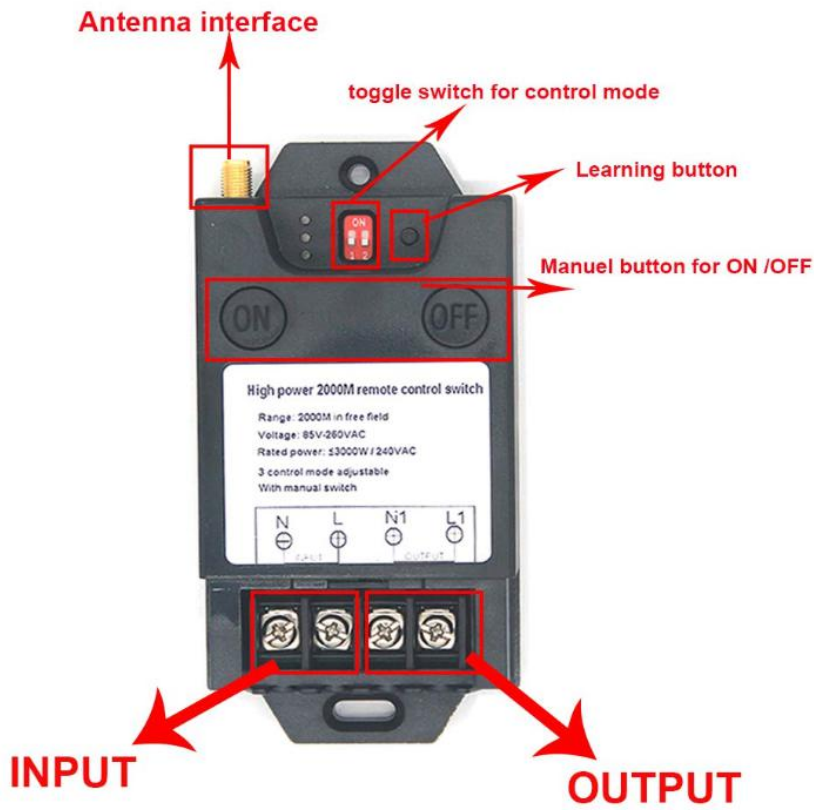 Antenna interface
toggle switch for control mode
Learning button
ON
1 2
Manuel button for ON /OFF
ON
OFF
High power 2000M remote control switch
Range: 2000M in free field
Voltage: 85V-260VAC
Rated power: ≤3000W / 240VAC
3 control mode adjustable
With manual switch
N L N1 L1
INPUT OUTPUT
INPUT
OUTPUT